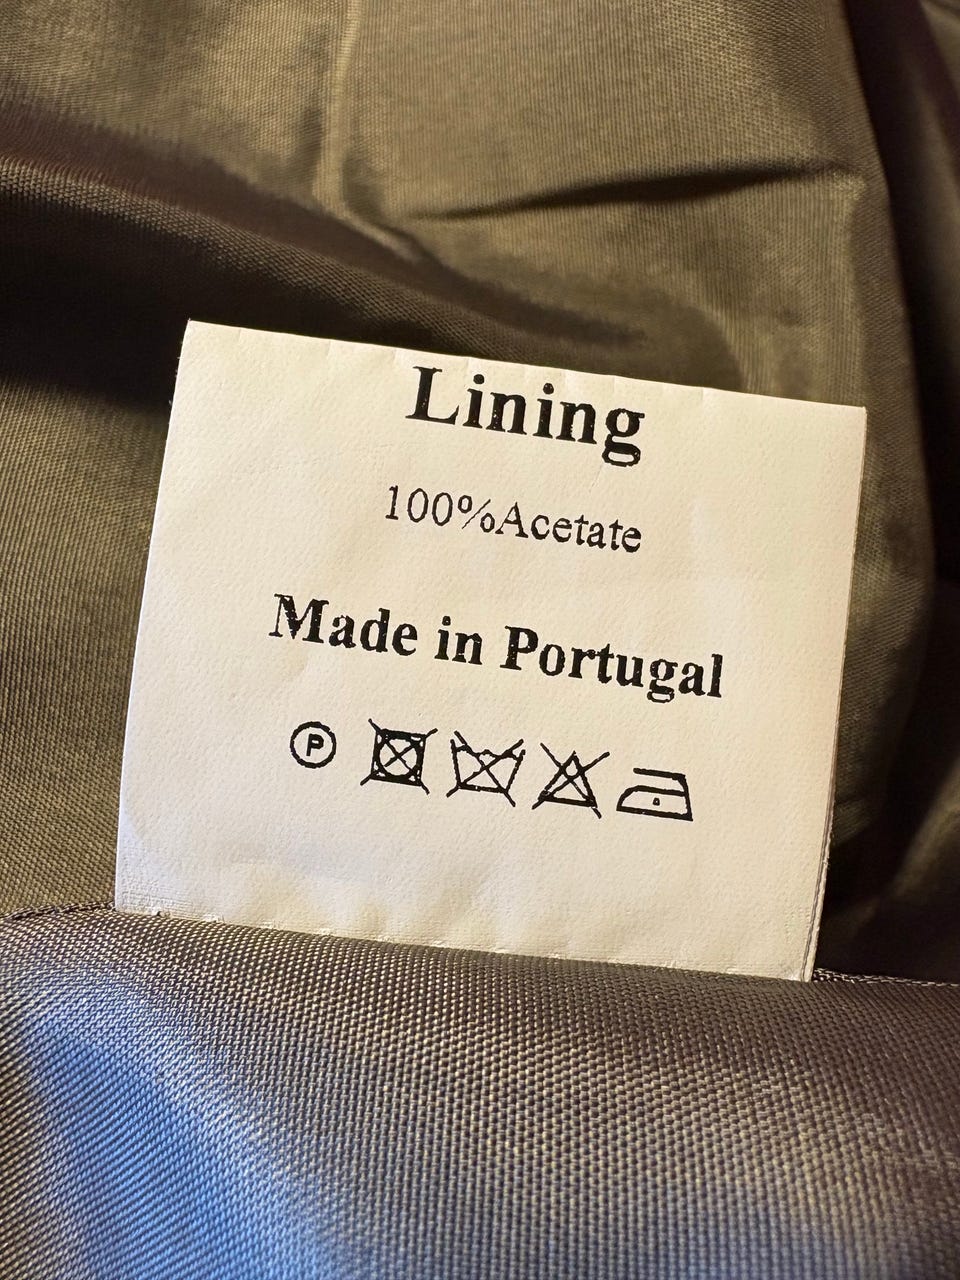 Lining
100%Acetate
Made in Portugal
P